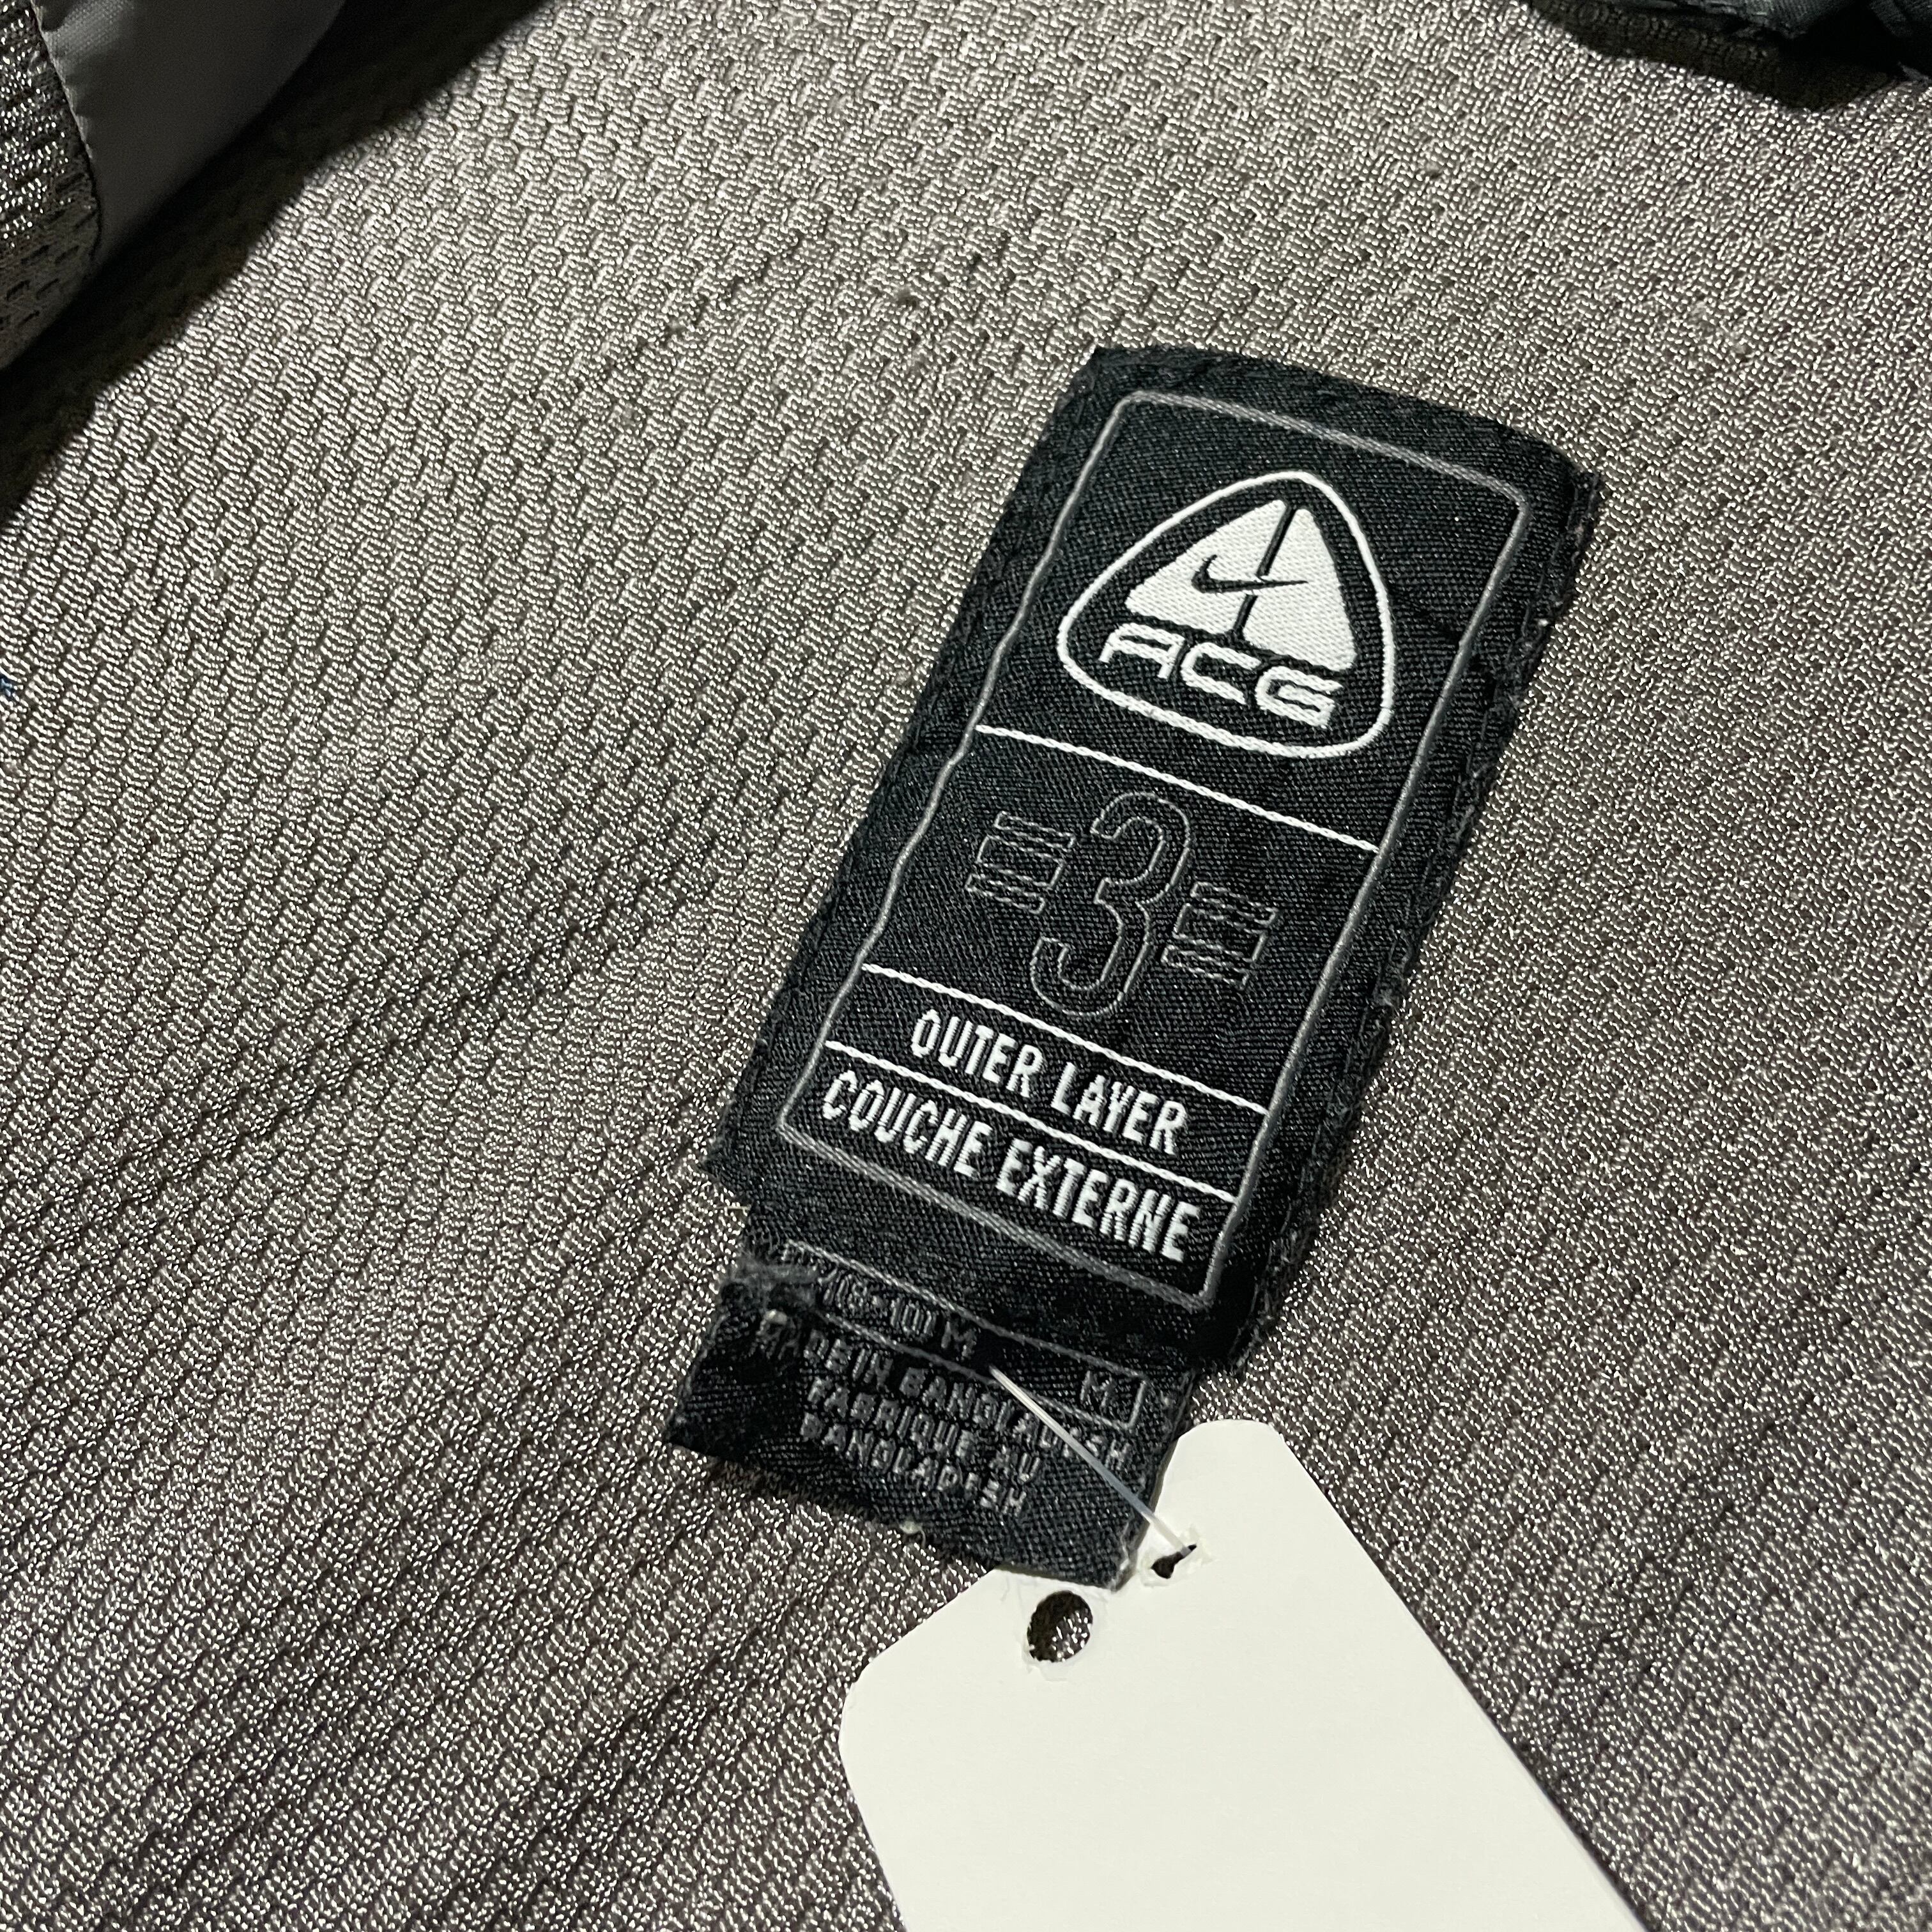 ACG
3
OUTER LAYER
COUCHE EXTERNE
M
M
MADE IN BANGLADESH
FABRIQUE AU
BANGLADESH